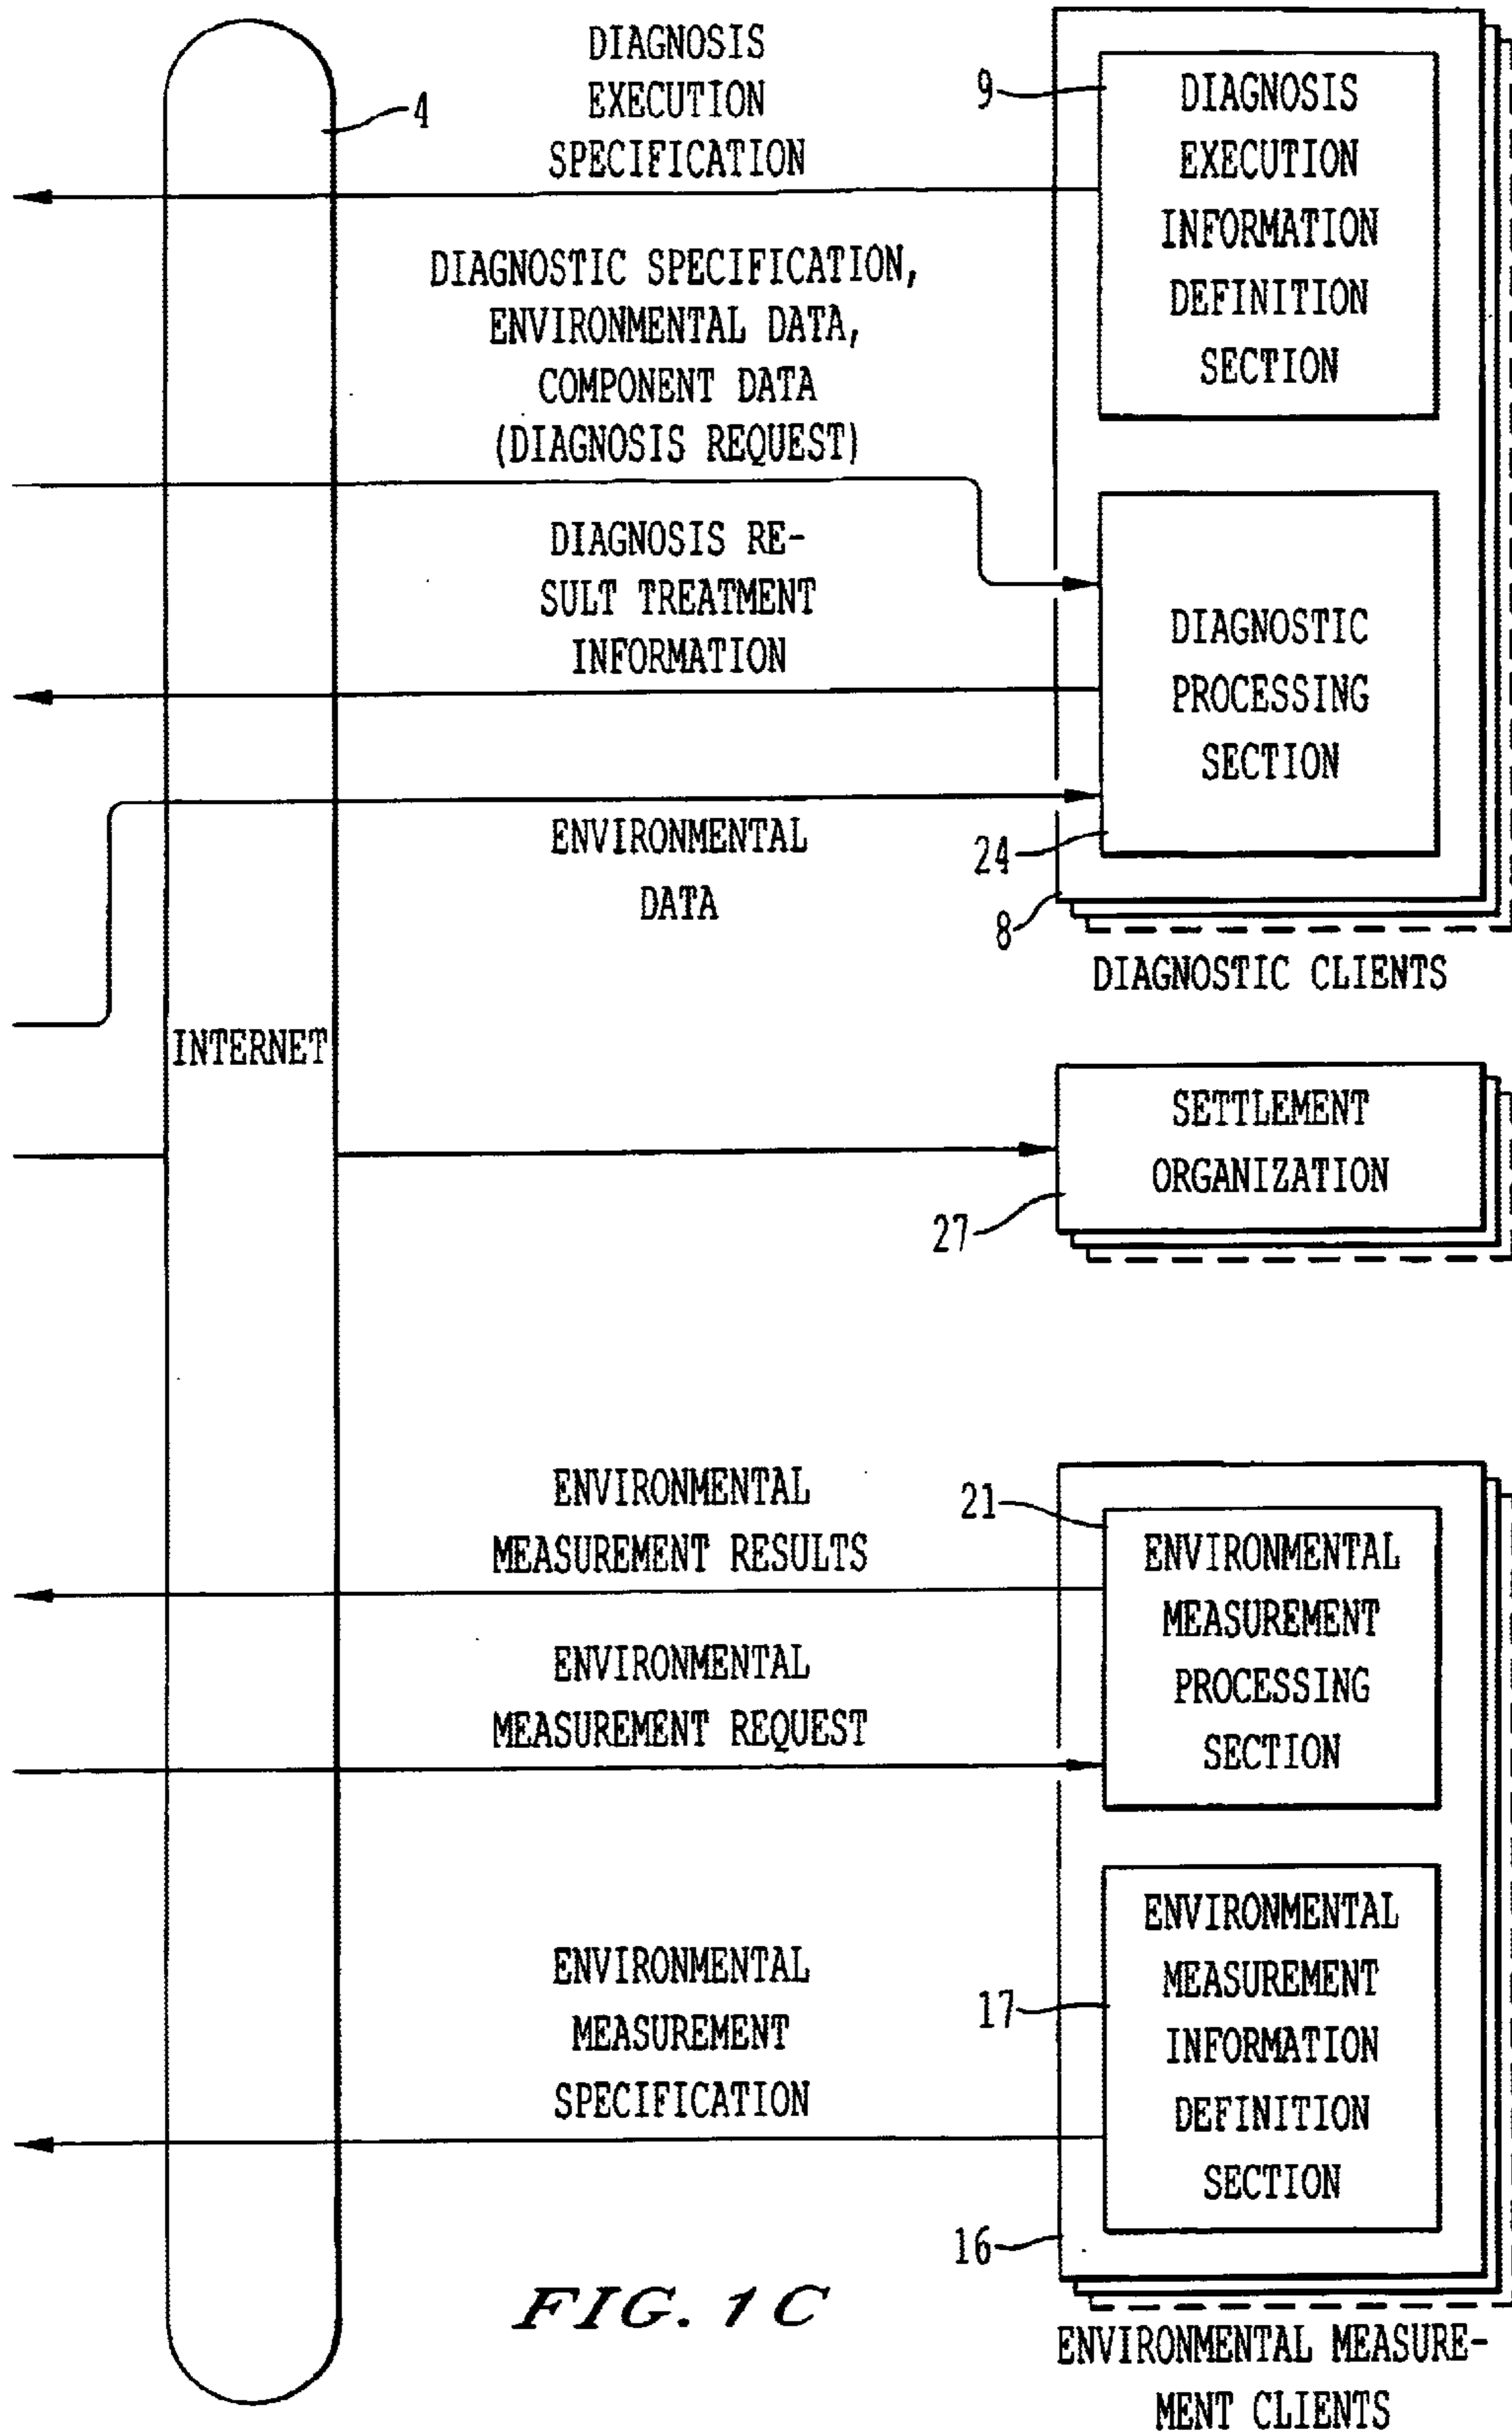 DIAGNOSIS
EXECUTION
SPECIFICATION
4
9
DIAGNOSIS
EXECUTION
INFORMATION
DEFINITION
SECTION
DIAGNOSTIC SPECIFICATION,
ENVIRONMENTAL DATA,
COMPONENT DATA
(DIAGNOSIS REQUEST)
DIAGNOSIS RE-
SULT TREATMENT
INFORMATION
DIAGNOSTIC
PROCESSING
SECTION
ENVIRONMENTAL
DATA
24
8
DIAGNOSTIC CLIENTS
INTERNET
SETTLEMENT
ORGANIZATION
27
ENVIRONMENTAL
MEASUREMENT RESULTS
21
ENVIRONMENTAL
MEASUREMENT
PROCESSING
SECTION
ENVIRONMENTAL
MEASUREMENT REQUEST
ENVIRONMENTAL
MEASUREMENT
SPECIFICATION
17
ENVIRONMENTAL
MEASUREMENT
INFORMATION
DEFINITION
SECTION
16
FIG. 1C
ENVIRONMENTAL MEASURE-
MENT CLIENTS